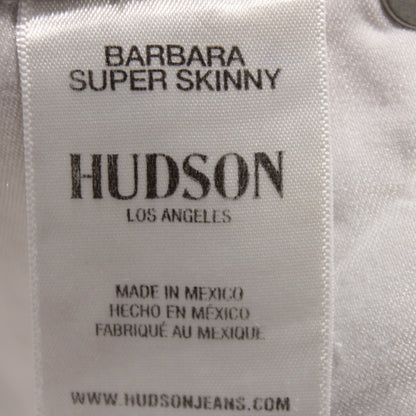 BARBARA
SUPER SKINNY
HUDSON
LOS ANGELES
MADE IN MEXICO
HECHO EN MÉXICO
FABRIQUÉ AU MEXIQUE
WWW.HUDSONJEANS.COM